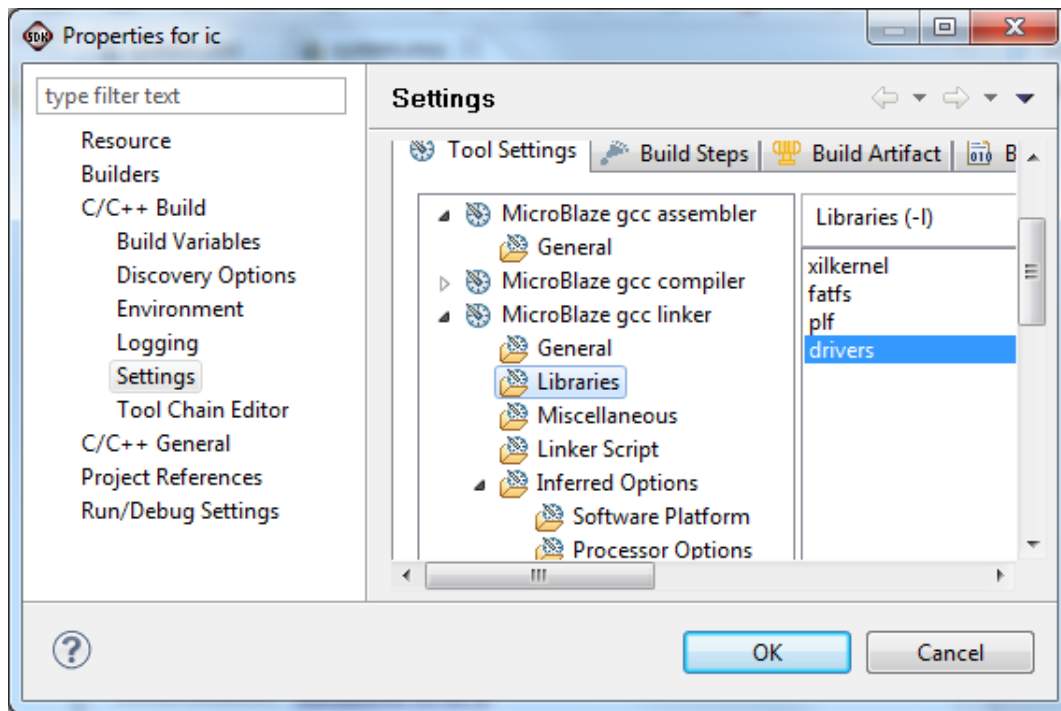 SDK Properties for ic
type filter text
Resource
Builders
C/C++ Build
Build Variables
Discovery Options
Environment
Logging
Settings
Tool Chain Editor
C/C++ General
Project References
Run/Debug Settings
Settings
Tool Settings Build Steps Build Artifact 010 B
MicroBlaze gcc assembler
General
MicroBlaze gcc compiler
MicroBlaze gcc linker
General
Libraries
Miscellaneous
Linker Script
Inferred Options
Software Platform
Processor Options
Libraries (-l)
xilkernel
fatfs
plf
drivers
? OK Cancel